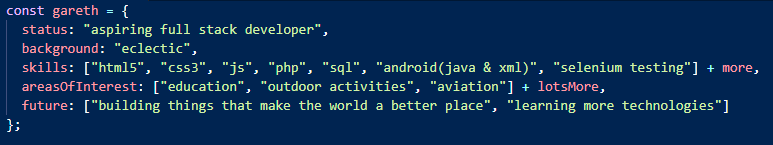 const gareth = {
  status: "aspiring full stack developer",
  background: "eclectic",
  skills: ["html5", "css3", "js", "php", "sql", "android(java & xml)", "selenium testing"] + more,
  areasOfInterest: ["education", "outdoor activities", "aviation"] + lotsMore,
  future: ["building things that make the world a better place", "learning more technologies"]
};